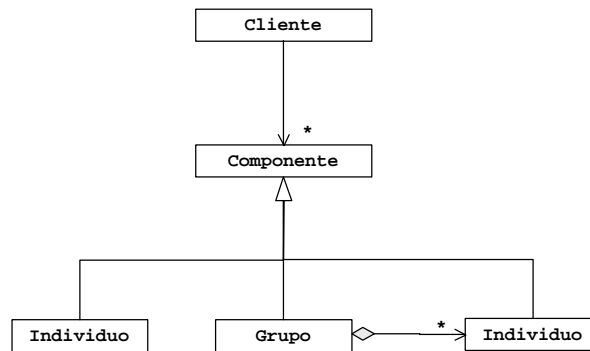 Cliente
*
Componente
Individuo
Grupo
*
Individuo